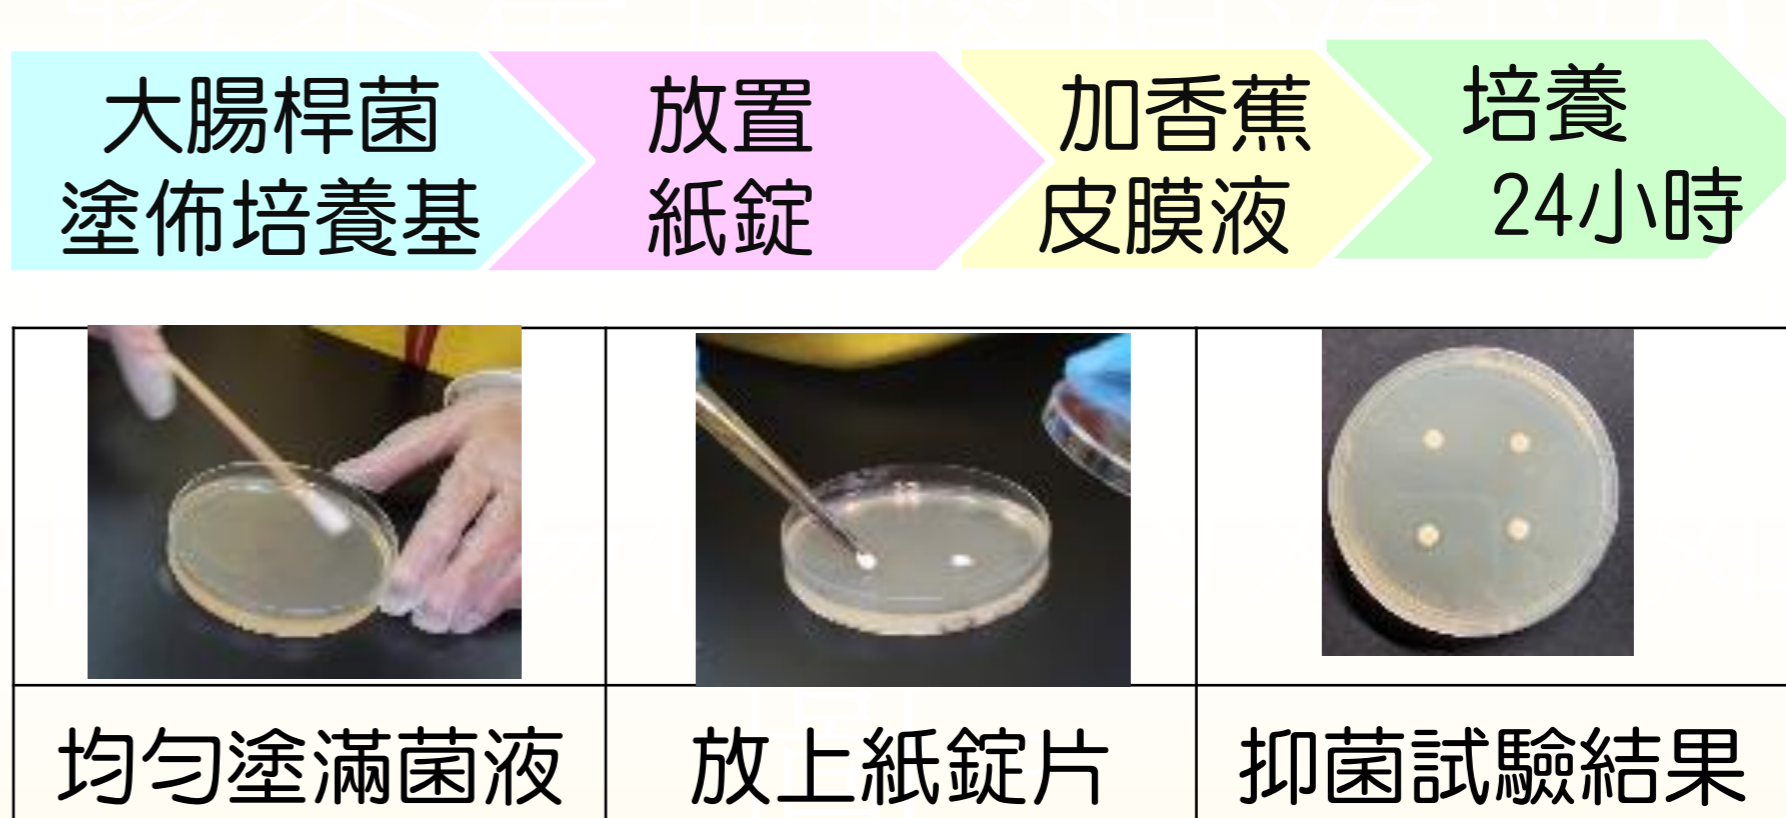 大腸桿菌
塗佈培養基
放置
紙錠
加香蕉
皮膜液
培養
24小時
均勻塗滿菌液
放上紙錠片
抑菌試驗結果